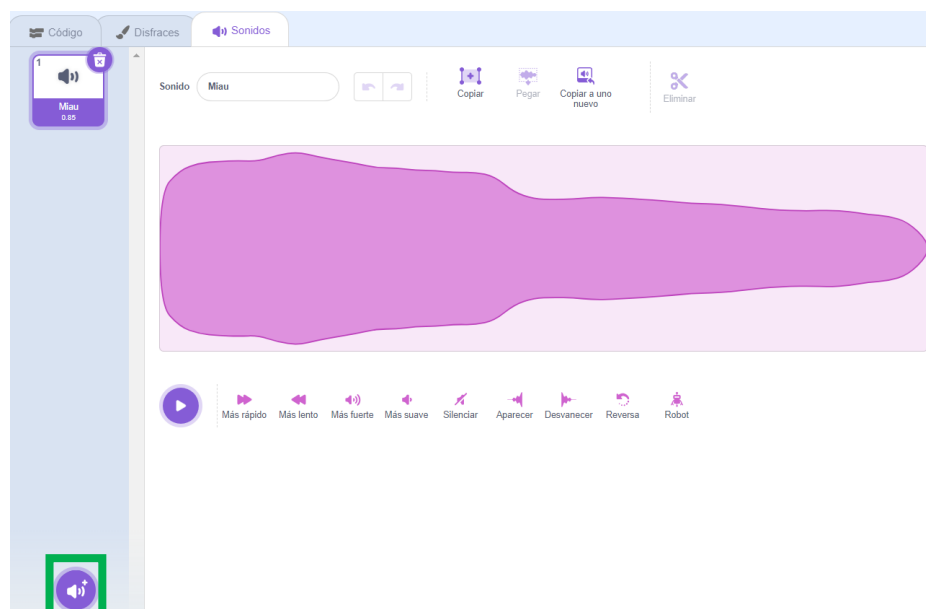 Código
Disfraces
Sonidos
1
Miau
0.85
Sonido
Miau
Copiar
Pegar
Copiar a uno
nuevo
Eliminar
Más rápido
Más lento
Más fuerte
Más suave
Silenciar
Aparecer
Desvanecer
Reversa
Robot